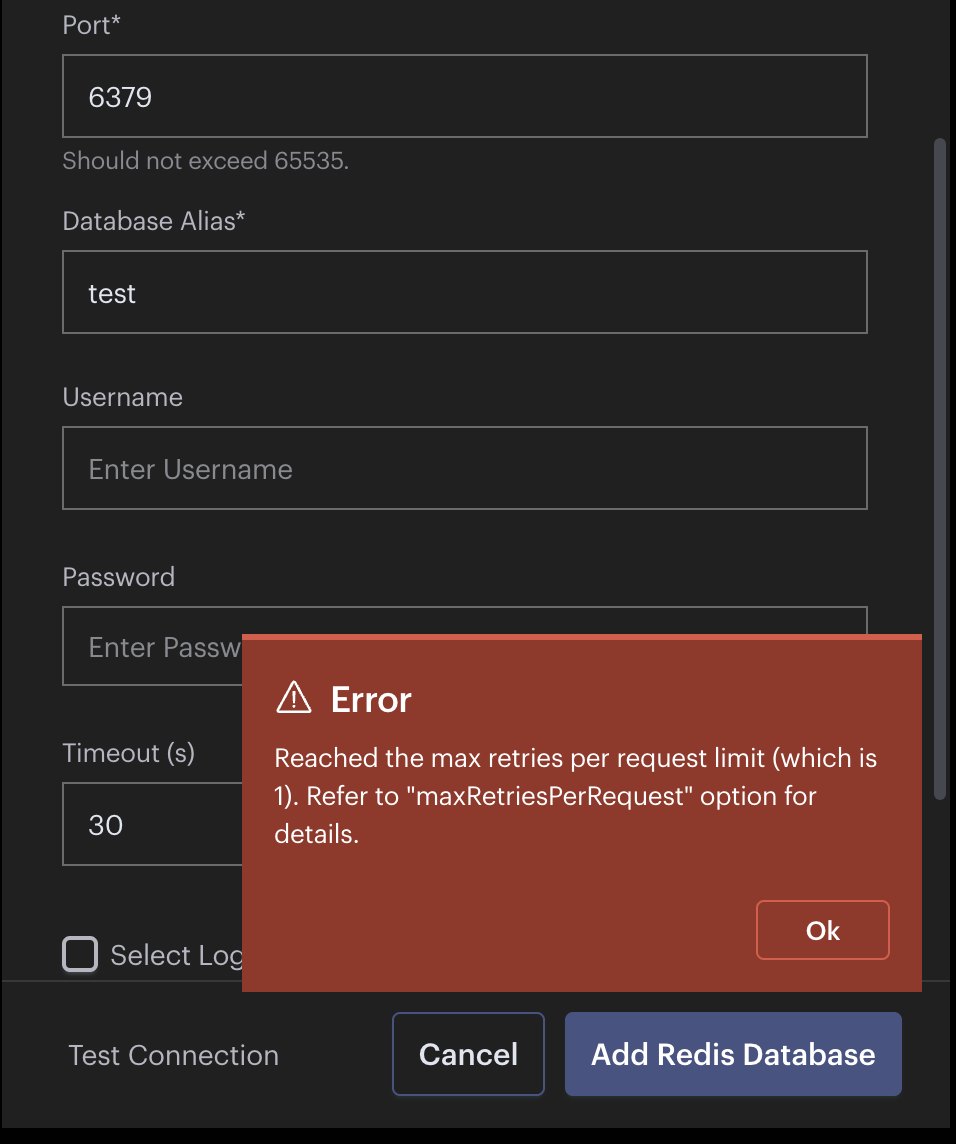 Port*
6379
Should not exceed 65535.
Database Alias*
test
Username
Enter Username
Password
Enter Passw
Error
Reached the max retries per request limit (which is
1). Refer to "maxRetriesPerRequest" option for
details.
Timeout (s)
30
Ok
Select Log
Test Connection
Cancel
Add Redis Database